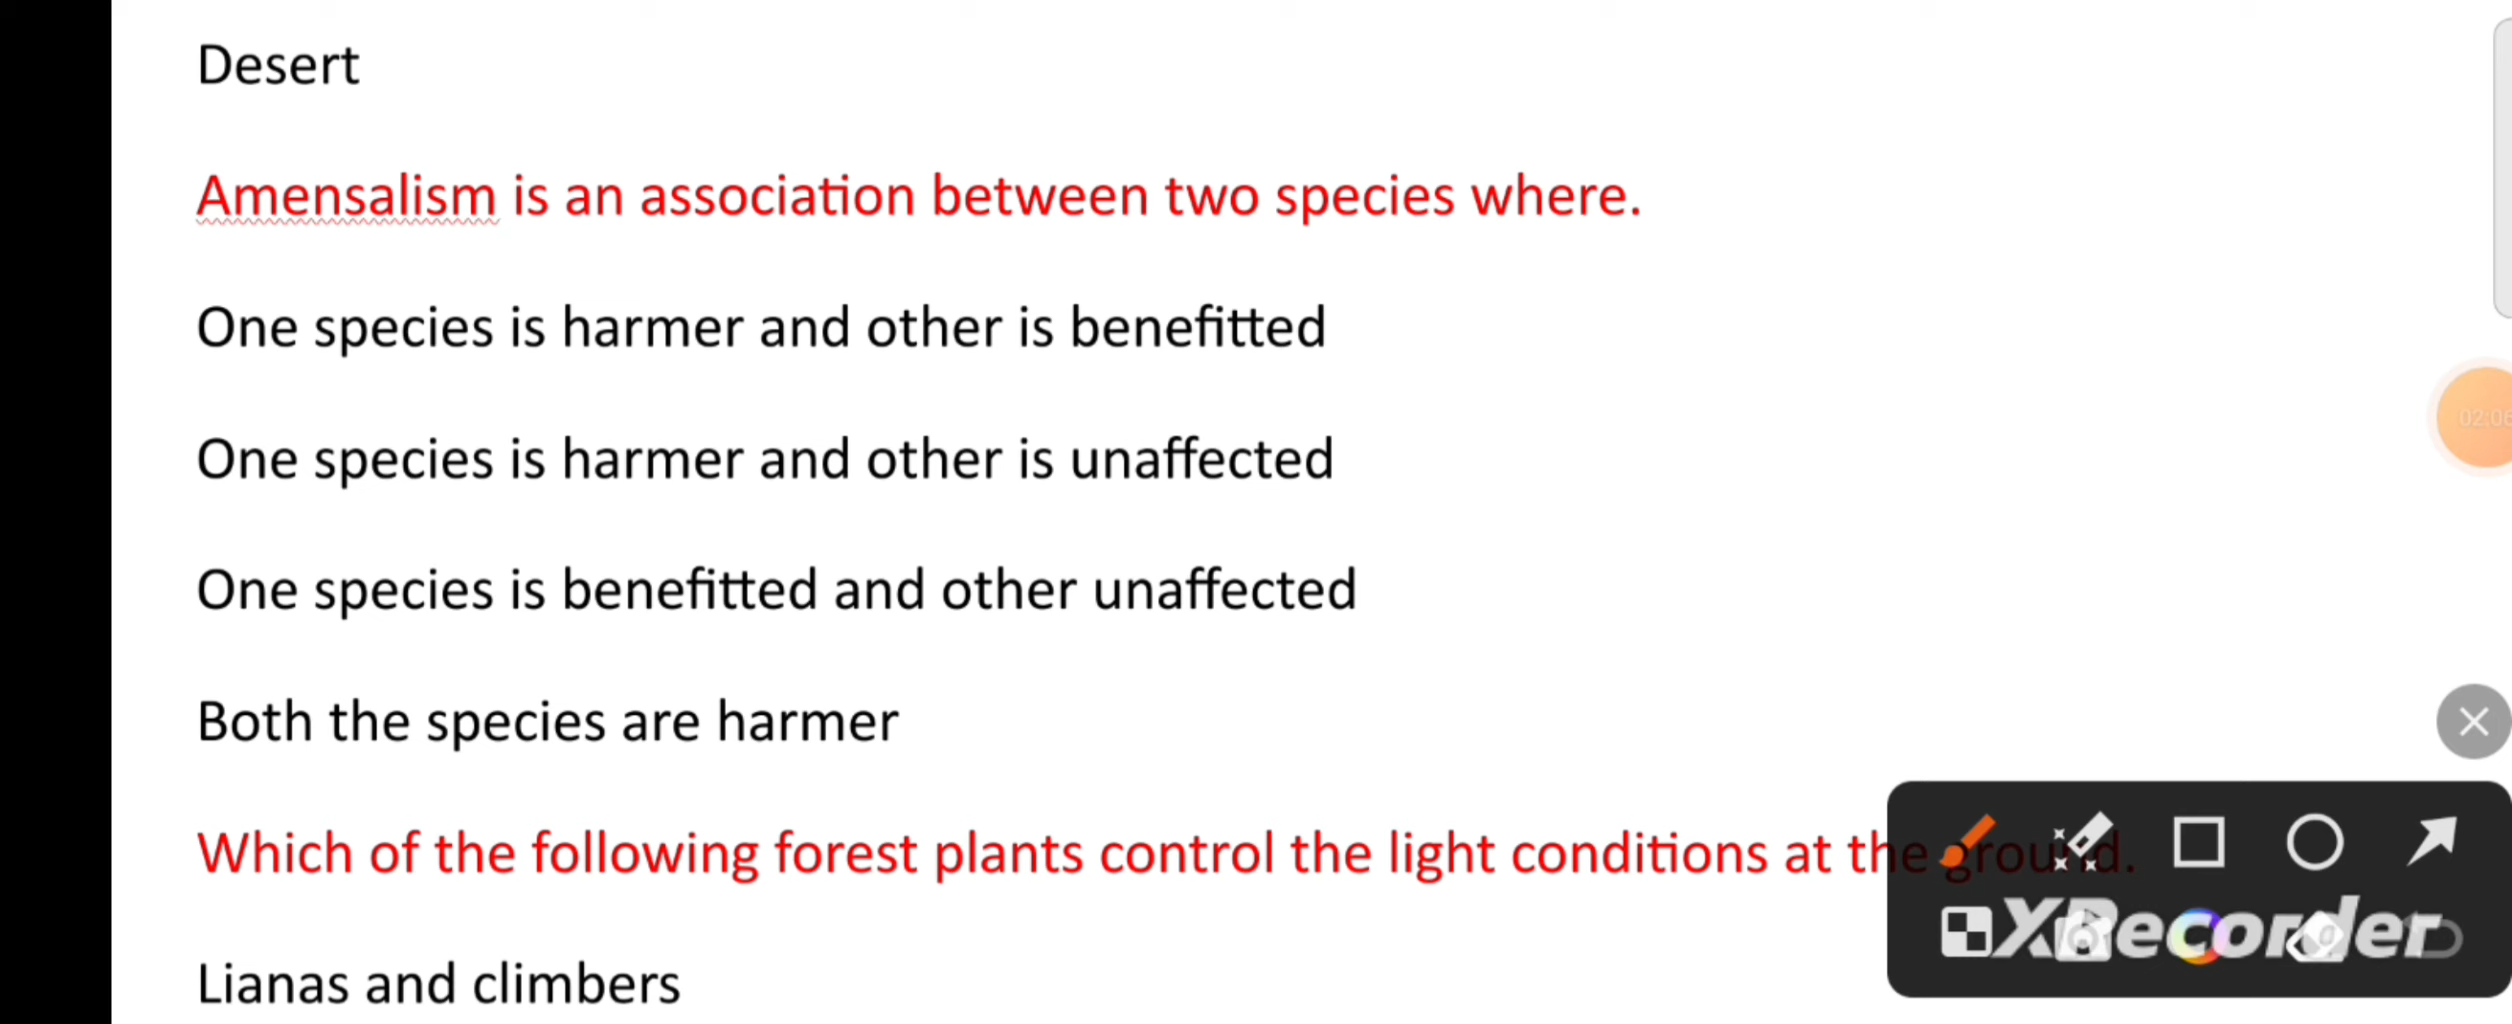 Desert
Amensalism is an association between two species where.
One species is harmer and other is benefitted
02:06
One species is harmer and other is unaffected
One species is benefitted and other unaffected
Both the species are harmer
Which of the following forest plants control the light conditions at the ground.
XRecorder
Lianas and climbers